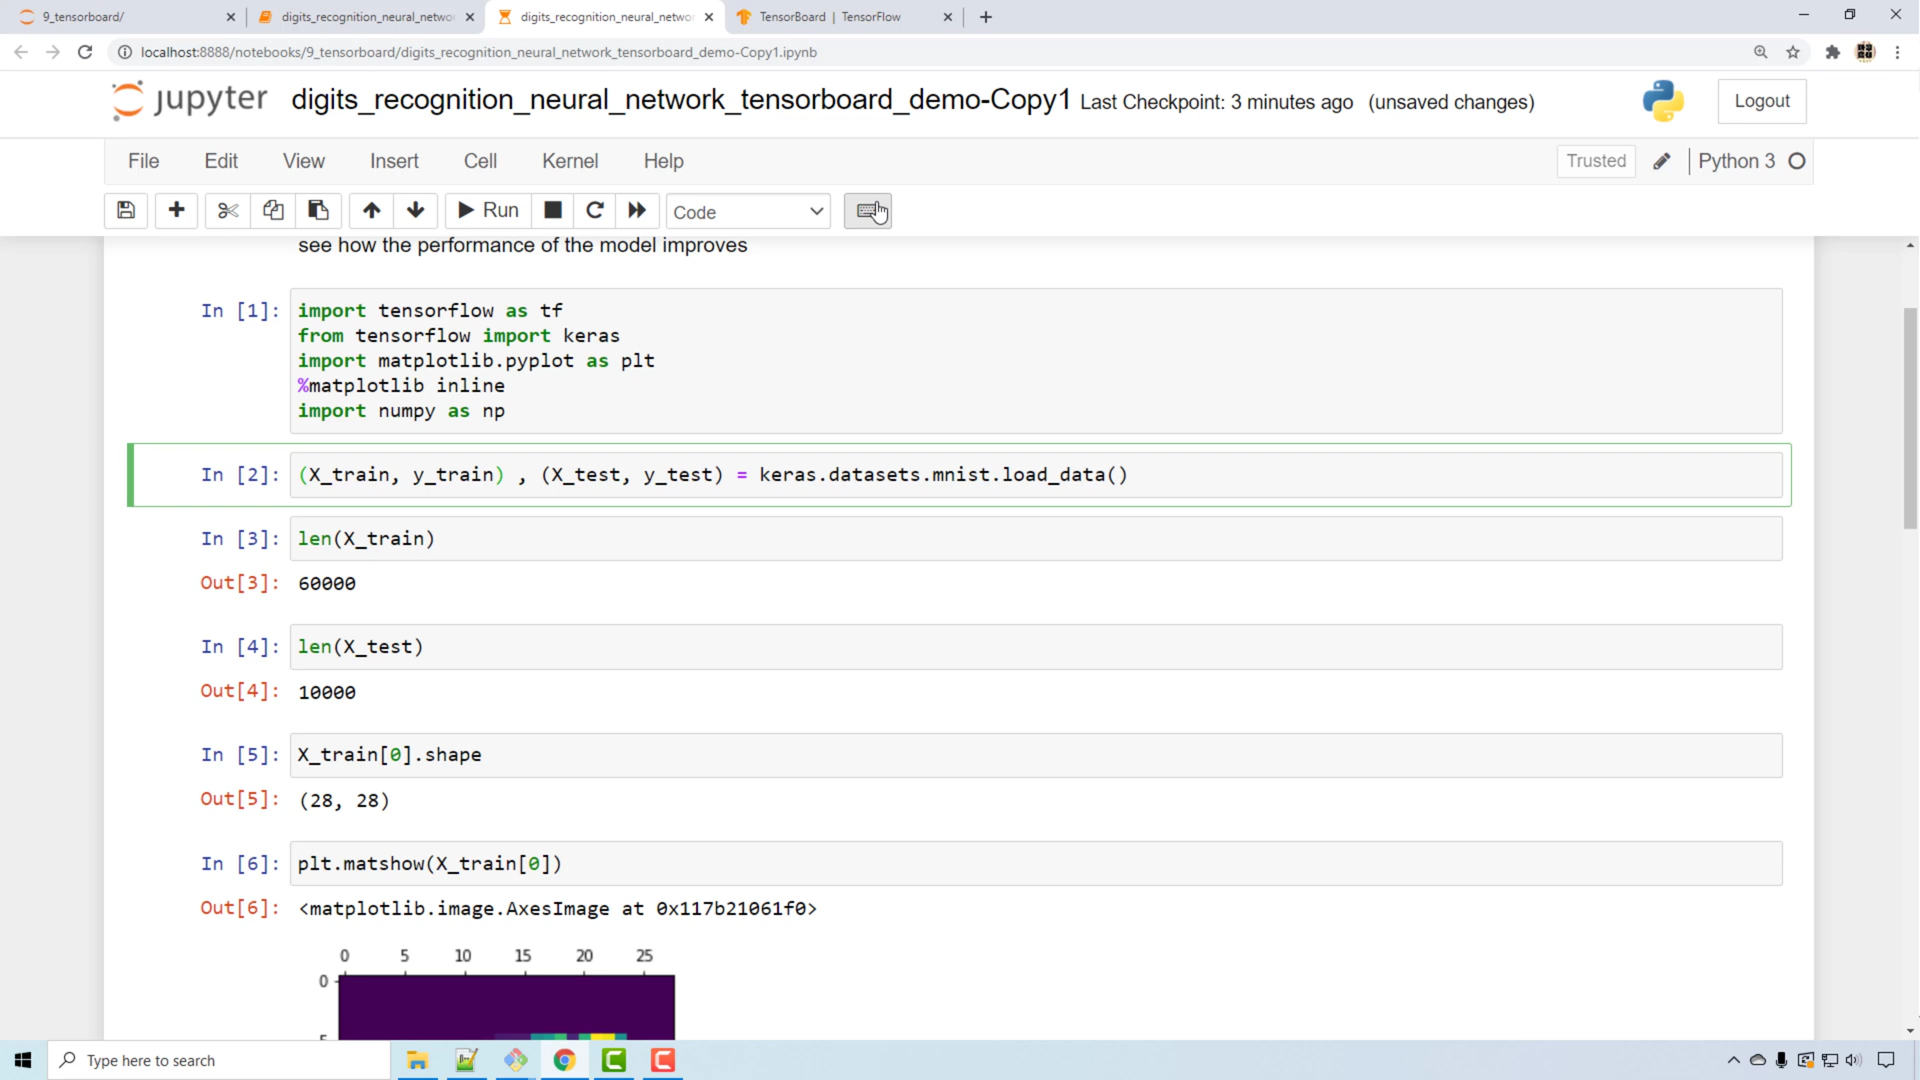 9_tensorboard/
digits_recognition_neural_netwo
digits_recognition_neural_networ
TensorBoard | TensorFlow
localhost:8888/notebooks/9_tensorboard/digits_recognition_neural_network_tensorboard_demo-Copy1.ipynb
jupyter
digits_recognition_neural_network_tensorboard_demo-Copy1 Last Checkpoint: 3 minutes ago (unsaved changes)
Logout
File Edit View Insert Cell Kernel Help
Trusted
Python 3
Run
Code
see how the performance of the model improves
In [1]: import tensorflow as tf
from tensorflow import keras
import matplotlib.pyplot as plt
%matplotlib inline
import numpy as np
In [2]: (X_train, y_train) , (X_test, y_test) = keras.datasets.mnist.load_data()
In [3]: len(X_train)
Out[3]: 60000
In [4]: len(X_test)
Out[4]: 10000
In [5]: X_train[0].shape
Out[5]: (28, 28)
In [6]: plt.matshow(X_train[0])
Out[6]: <matplotlib.image.AxesImage at 0x117b21061f0>
0 5 10 15 20 25
0
Type here to search